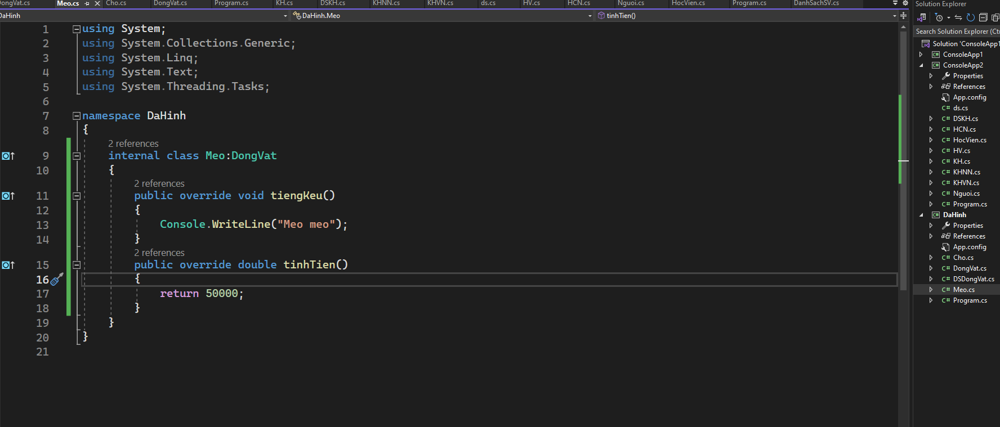 DongVat.cs Meo.cs Cho.cs DongVat.cs Program.cs KH.cs DSKH.cs KHNN.cs KHVN.cs ds.cs HV.cs HCN.cs Nguoi.cs HocVien.cs Program.cs DanhSachSV.cs
DaHinh DaHinh.Meo tinhTien()
1 using System;
2 using System.Collections.Generic;
3 using System.Linq;
4 using System.Text;
5 using System.Threading.Tasks;
6
7 namespace DaHinh
8 {
2 references
9 internal class Meo:DongVat
10 {
2 references
11 public override void tiengKeu()
12 {
13 Console.WriteLine("Meo meo");
14 }
2 references
15 public override double tinhTien()
16 {
17 return 50000;
18 }
19 }
20 }
21
Solution Explorer
Search Solution Explorer (Ct
Solution 'ConsoleApp1
C# ConsoleApp1
C# ConsoleApp2
Properties
References
App.config
C# ds.cs
C# DSKH.cs
C# HCN.cs
C# HocVien.cs
C# HV.cs
C# KH.cs
C# KHNN.cs
C# KHVN.cs
C# Nguoi.cs
C# Program.cs
C# DaHinh
Properties
References
App.config
C# Cho.cs
C# DongVat.cs
C# DSDongVat.cs
C# Meo.cs
C# Program.cs